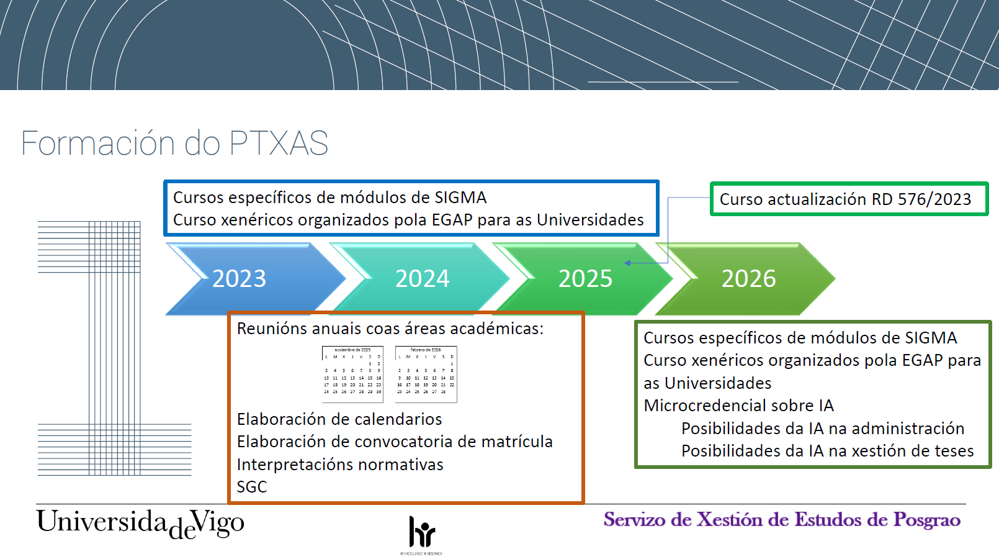 Formación do PTXAS
Cursos específicos de módulos de SIGMA
Curso xenéricos organizados pola EGAP para as Universidades
Curso actualización RD 576/2023
2023
2024
2025
2026
Reunións anuais coas áreas académicas:
noviembre de 2025
L M X J V S D
1 2
3 4 5 6 7 8 9
10 11 12 13 14 15 16
17 18 19 20 21 22 23
24 25 26 27 28 29 30
febrero de 2026
L M X J V S D
1
2 3 4 5 6 7 8
9 10 11 12 13 14 15
16 17 18 19 20 21 22
23 24 25 26 27 28
Elaboración de calendarios
Elaboración de convocatoria de matrícula
Interpretacións normativas
SGC
Cursos específicos de módulos de SIGMA
Curso xenéricos organizados pola EGAP para
as Universidades
Microcredencial sobre IA
Posibilidades da IA na administración
Posibilidades da IA na xestión de teses
UniversidadeVigo
hr
HR EXCELLENCE IN RESEARCH
Servizo de Xestión de Estudos de Posgrao